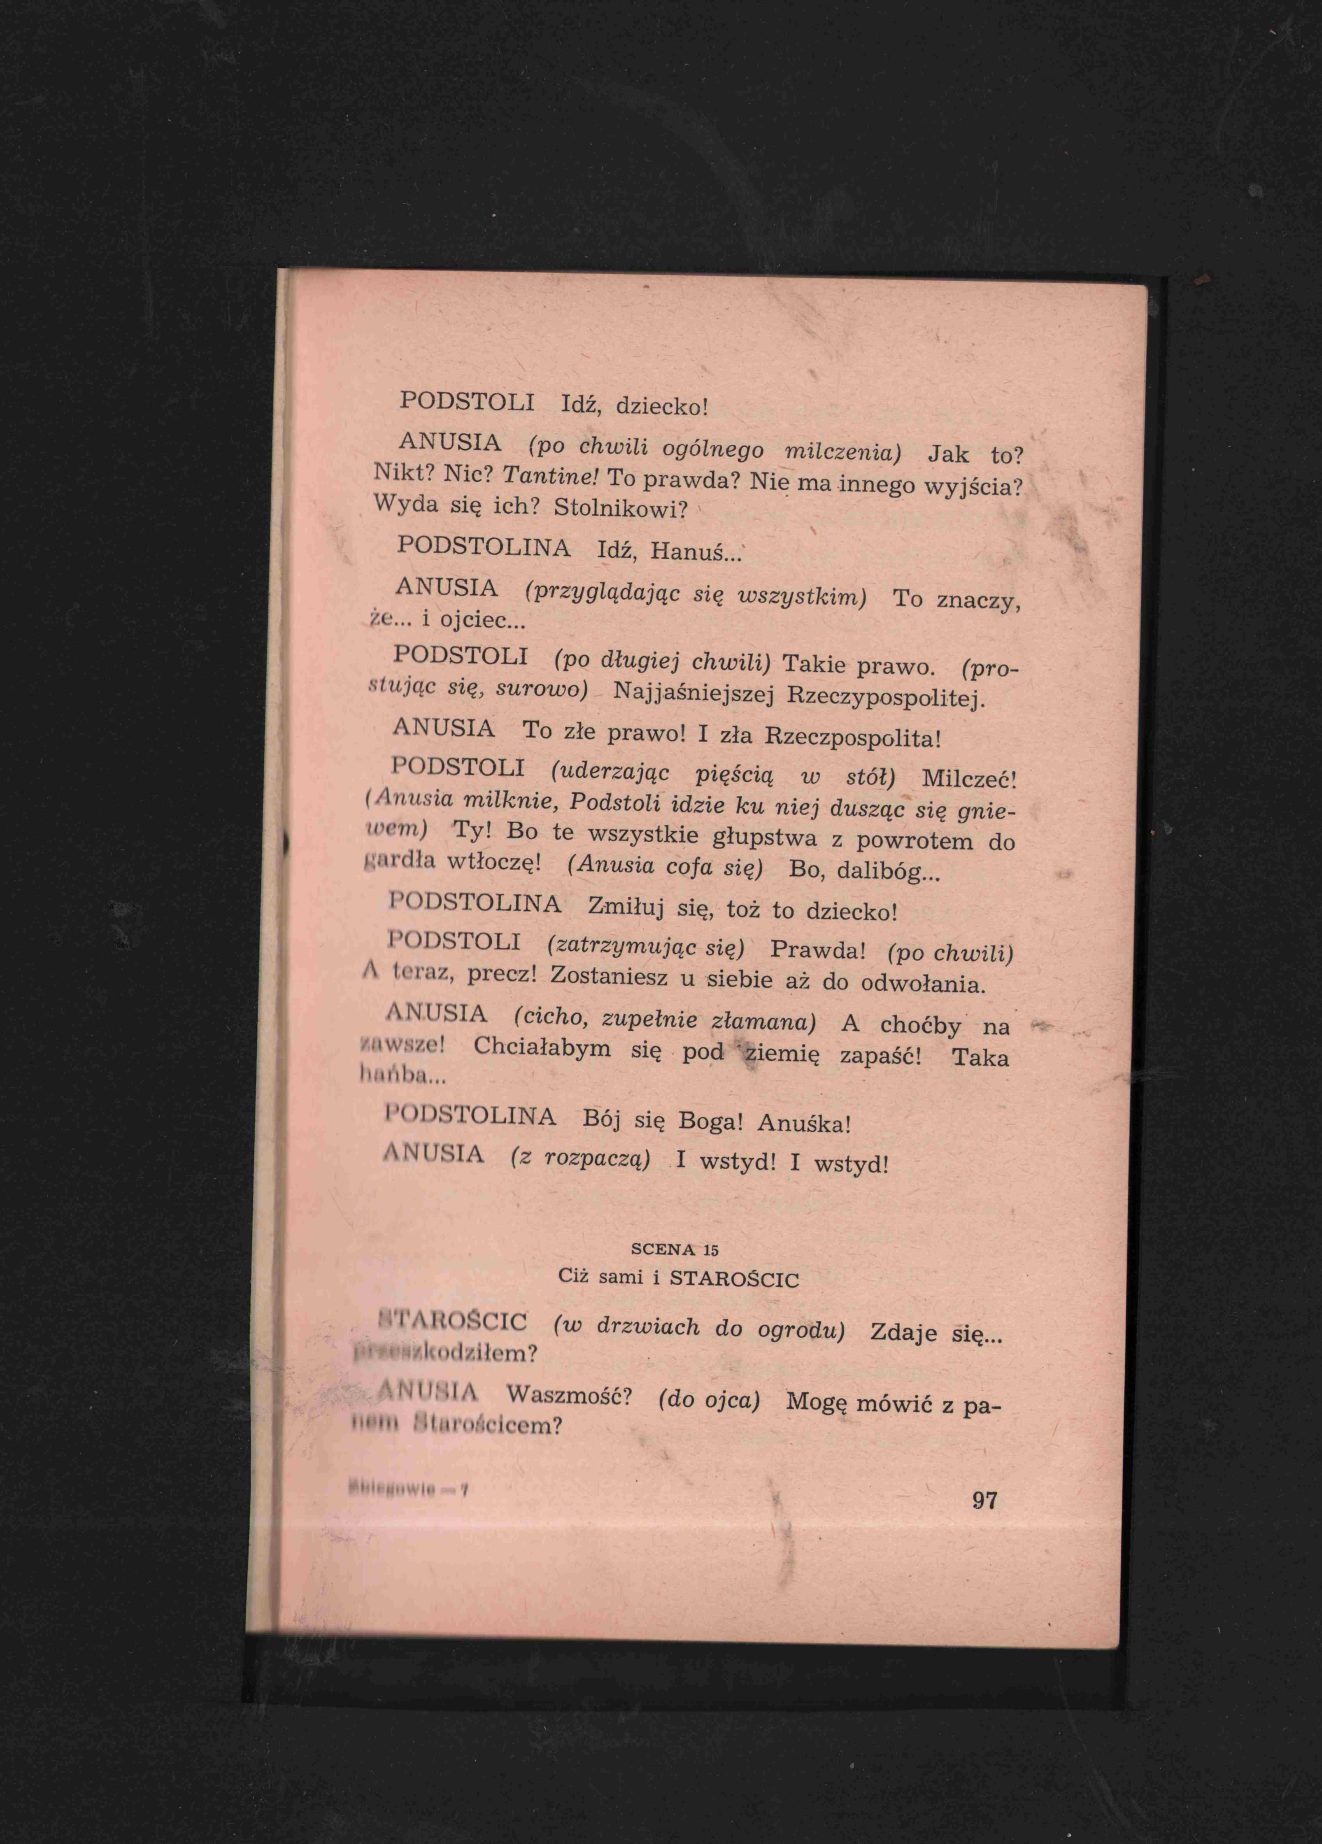 PODSTOLI Idź, dziecko!
ANUSIA (po chwili ogólnego milczenia) Jak to?
Nikt? Nic? Tantine! To prawda? Nie ma innego wyjścia?
Wyda się ich? Stolnikowi?
PODSTOLINA Idź, Hanuś...
ANUSIA (przyglądając się wszystkim) To znaczy,
że... i ojciec...
PODSTOLI (po długiej chwili) Takie prawo. (pro-
stując się, surowo) Najjaśniejszej Rzeczypospolitej.
ANUSIA To złe prawo! I zła Rzeczpospolita!
PODSTOLI (uderzając pięścią w stół) Milczeć!
(Anusia milknie, Podstoli idzie ku niej dusząc się gnie-
wem) Ty! Bo te wszystkie głupstwa z powrotem do
gardła wtłoczę! (Anusia cofa się) Bo, dalibóg...
PODSTOLINA Zmiłuj się, toż to dziecko!
PODSTOLI (zatrzymując się) Prawda! (po chwili)
A teraz, precz! Zostaniesz u siebie aż do odwołania.
ANUSIA (cicho, zupełnie złamana) A choćby na
zawsze! Chciałabym się pod ziemię zapaść! Taka
hańba...
PODSTOLINA Bój się Boga! Anuśka!
ANUSIA (z rozpaczą) I wstyd! I wstyd!
SCENA 15
Ciż sami i STAROŚCIC
STAROŚCIC (w drzwiach do ogrodu) Zdaje się...
przeszkodziłem?
ANUSIA Waszmość? (do ojca) Mogę mówić z pa-
nem Starościcem?
Zbiegowie — 7
97